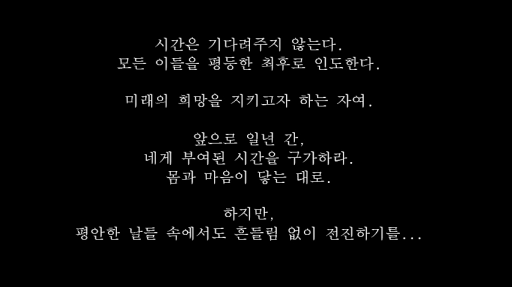 시간은 기다려주지 않는다.
모든 이들을 평등한 최후로 인도한다.
미래의 희망을 지키고자 하는 자여.
앞으로 일년 간,
네게 부여된 시간을 구가하라.
몸과 마음이 닿는 대로.
하지만,
평안한 날들 속에서도 흔들림 없이 전진하기를...